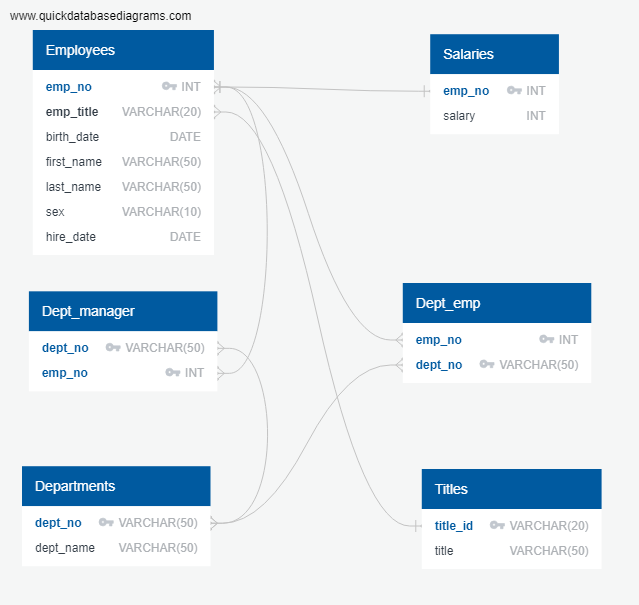 www.quickdatabasediagrams.com
Employees
emp_no INT
emp_title VARCHAR(20)
birth_date DATE
first_name VARCHAR(50)
last_name VARCHAR(50)
sex VARCHAR(10)
hire_date DATE
Salaries
emp_no INT
salary INT
Dept_manager
dept_no VARCHAR(50)
emp_no INT
Dept_emp
emp_no INT
dept_no VARCHAR(50)
Departments
dept_no VARCHAR(50)
dept_name VARCHAR(50)
Titles
title_id VARCHAR(20)
title VARCHAR(50)